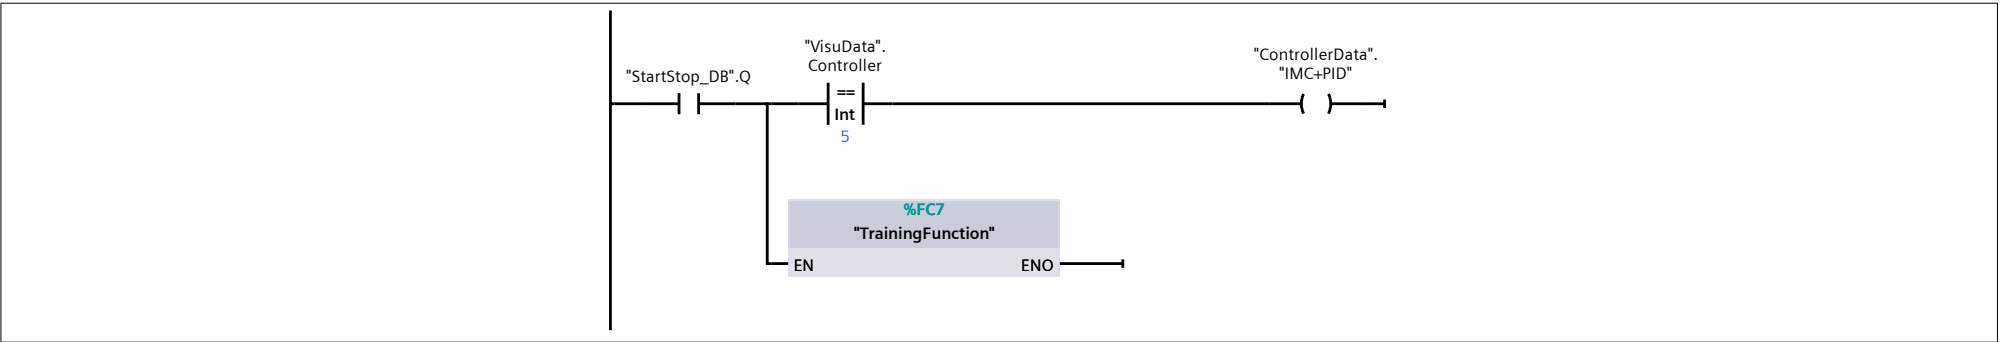 "StartStop_DB".Q
"VisuData".
Controller
==
Int
5
"ControllerData".
"IMC+PID"
%FC7
"TrainingFunction"
EN ENO